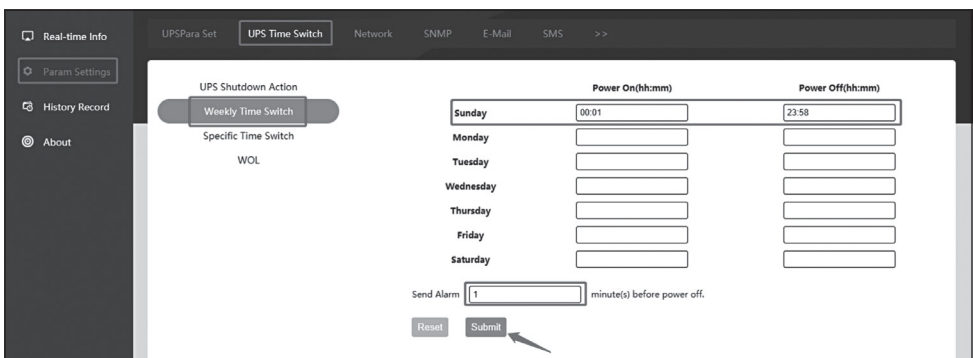 Real-time Info
Param Settings
History Record
About
UPSPara Set UPS Time Switch Network SNMP E-Mail SMS >>
UPS Shutdown Action
Weekly Time Switch
Specific Time Switch
WOL
Power On(hh:mm) Power Off(hh:mm)
Sunday 00:01 23:58
Monday
Tuesday
Wednesday
Thursday
Friday
Saturday
Send Alarm 1 minute(s) before power off.
Reset Submit